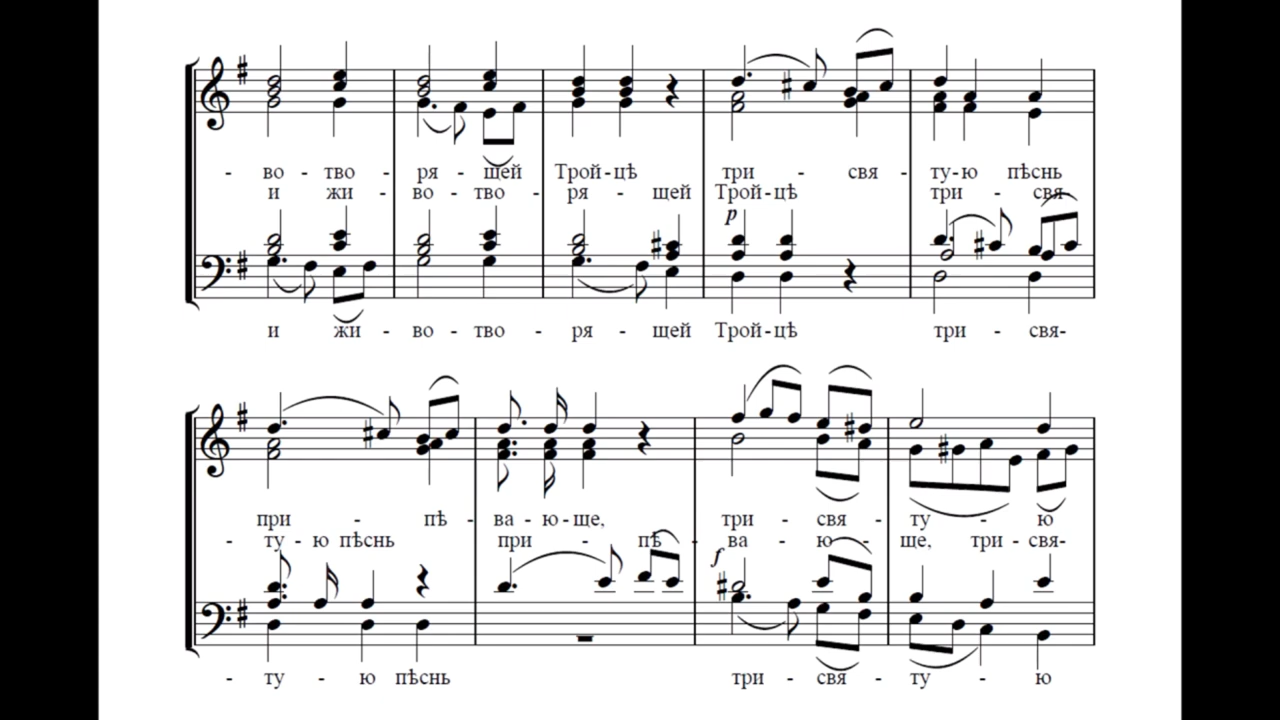 - во - тво - ря - щей Трой-цѣ три - свя - ту-ю пѣснь
и жи - во - тво - ря - щей Трой-цѣ три - свя-
p
и жи - во - тво - ря - щей Трой-цѣ три - свя-
при - пѣ - ва - ю-ще, три - свя - ту - ю
- ту - ю пѣснь при - пѣ - ва - ю - ще, три - свя-
f
- ту - ю пѣснь три - свя - ту - ю